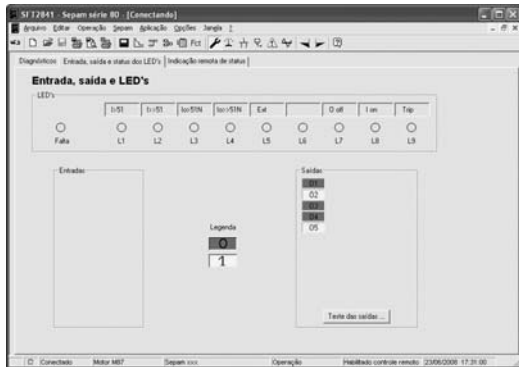 SFT2841 - Sepam série 80 - [Conectando]
Arquivo Editar Operação Sepam Aplicação Opções Janela ?
Diagnósticos Entrada, saída e status dos LED's Indicação remota de status
Entrada, saída e LED's
LED's
I>51 I>>51 Io>51N Io>>51N Ext 0 off I on Trip
Falta L1 L2 L3 L4 L5 L6 L7 L8 L9
Entradas
Saídas
O1
O2
O3
O4
O5
Legenda
0
1
Teste das saídas ...
Conectado Motor M87 Sepam xxx Operação Habilitado controle remoto 23/06/2008 17:31:00